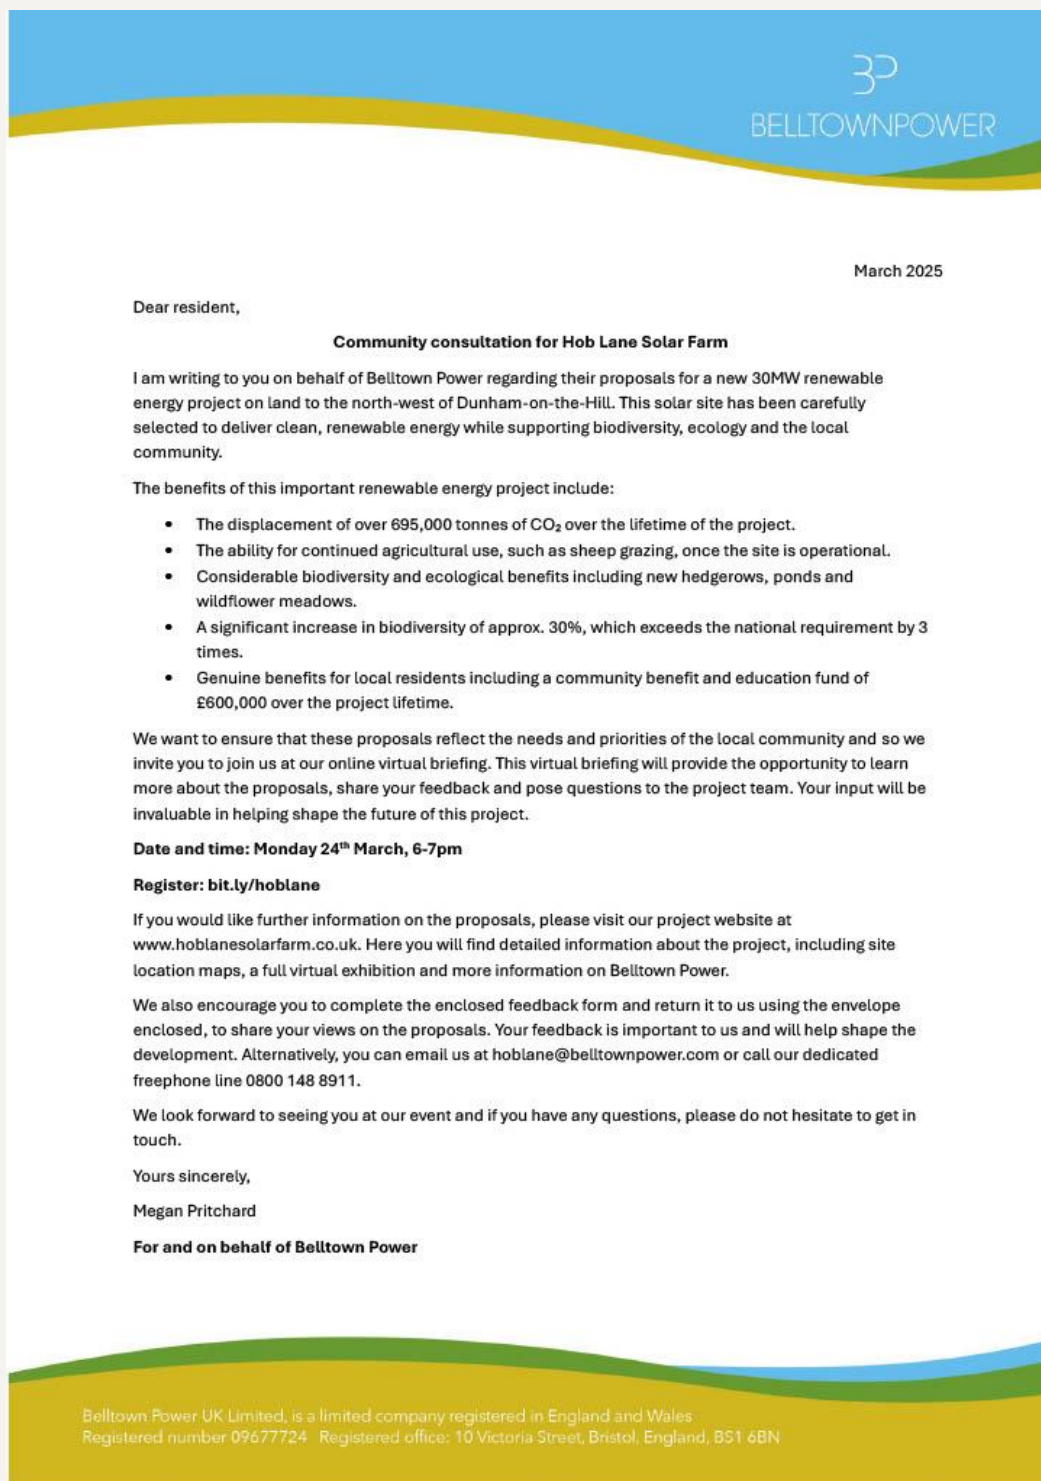 BELLTOWNPOWER
March 2025
Dear resident,
Community consultation for Hob Lane Solar Farm
I am writing to you on behalf of Belltown Power regarding their proposals for a new 30MW renewable
energy project on land to the north-west of Dunham-on-the-Hill. This solar site has been carefully
selected to deliver clean, renewable energy while supporting biodiversity, ecology and the local
community.
The benefits of this important renewable energy project include:
• The displacement of over 695,000 tonnes of CO₂ over the lifetime of the project.
• The ability for continued agricultural use, such as sheep grazing, once the site is operational.
• Considerable biodiversity and ecological benefits including new hedgerows, ponds and
wildflower meadows.
• A significant increase in biodiversity of approx. 30%, which exceeds the national requirement by 3
times.
• Genuine benefits for local residents including a community benefit and education fund of
£600,000 over the project lifetime.
We want to ensure that these proposals reflect the needs and priorities of the local community and so we
invite you to join us at our online virtual briefing. This virtual briefing will provide the opportunity to learn
more about the proposals, share your feedback and pose questions to the project team. Your input will be
invaluable in helping shape the future of this project.
Date and time: Monday 24th March, 6-7pm
Register: bit.ly/hoblane
If you would like further information on the proposals, please visit our project website at
www.hoblanesolarfarm.co.uk. Here you will find detailed information about the project, including site
location maps, a full virtual exhibition and more information on Belltown Power.
We also encourage you to complete the enclosed feedback form and return it to us using the envelope
enclosed, to share your views on the proposals. Your feedback is important to us and will help shape the
development. Alternatively, you can email us at hoblane@belltownpower.com or call our dedicated
freephone line 0800 148 8911.
We look forward to seeing you at our event and if you have any questions, please do not hesitate to get in
touch.
Yours sincerely,
Megan Pritchard
For and on behalf of Belltown Power
Belltown Power UK Limited, is a limited company registered in England and Wales
Registered number 09677724 Registered office: 10 Victoria Street, Bristol, England, BS1 6BN